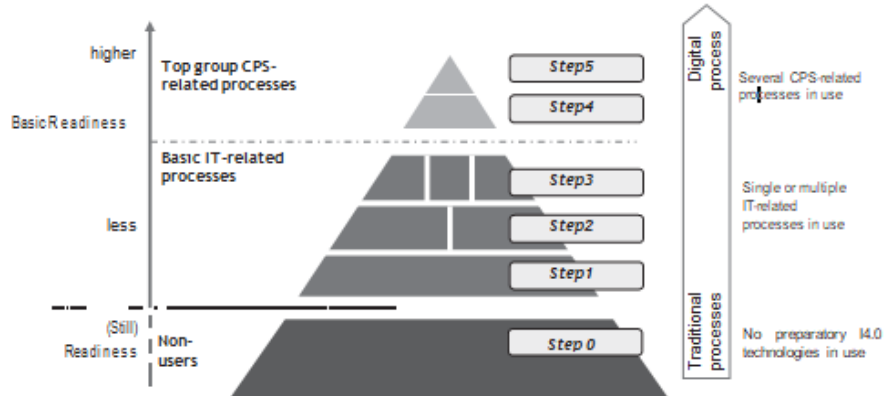 higher
Top group CPS-
related processes
Step5
Step4
Digital
process
Several CPS-related
processes in use
Basic Readiness
Basic IT-related
processes
Step3
Step2
Step1
Single or multiple
IT-related
processes in use
less
(Still)
Readiness
Non-
users
Step 0
Traditional
processes
No preparatory I4.0
technologies in use